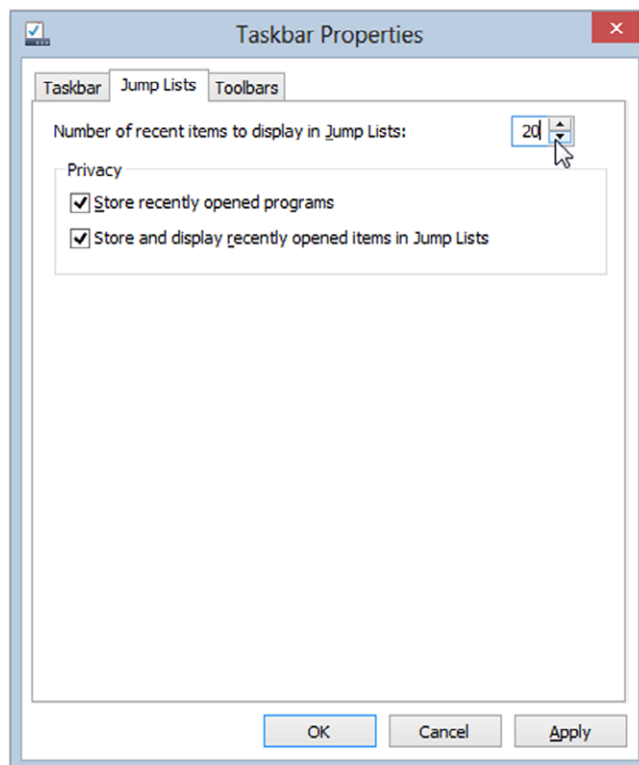 Taskbar Properties
Taskbar Jump Lists Toolbars
Number of recent items to display in Jump Lists: 20
Privacy
Store recently opened programs
Store and display recently opened items in Jump Lists
OK Cancel Apply